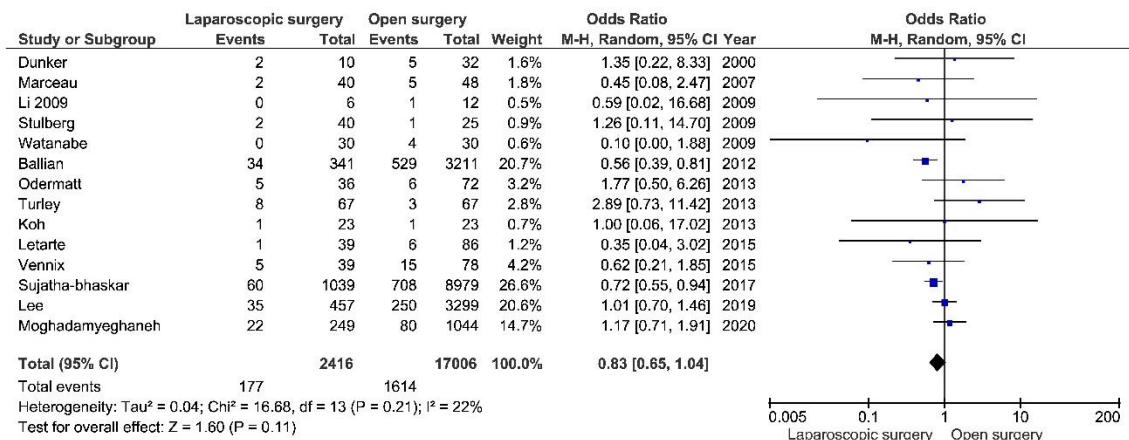 Laparoscopic surgery Open surgery Odds Ratio Odds Ratio
Study or Subgroup Events Total Events Total Weight M-H, Random, 95% CI Year M-H, Random, 95% CI
Dunker 2 10 5 32 1.6% 1.35 [0.22, 8.33] 2000
Marceau 2 40 5 48 1.8% 0.45 [0.08, 2.47] 2007
Li 2009 0 6 1 12 0.5% 0.59 [0.02, 16.68] 2009
Stulberg 2 40 1 25 0.9% 1.26 [0.11, 14.70] 2009
Watanabe 0 30 4 30 0.6% 0.10 [0.00, 1.88] 2009
Ballian 34 341 529 3211 20.7% 0.56 [0.39, 0.81] 2012
Odermatt 5 36 6 72 3.2% 1.77 [0.50, 6.26] 2013
Turley 8 67 3 67 2.8% 2.89 [0.73, 11.42] 2013
Koh 1 23 1 23 0.7% 1.00 [0.06, 17.02] 2013
Letarte 1 39 6 86 1.2% 0.35 [0.04, 3.02] 2015
Vennix 5 39 15 78 4.2% 0.62 [0.21, 1.85] 2015
Sujatha-bhaskar 60 1039 708 8979 26.6% 0.72 [0.55, 0.94] 2017
Lee 35 457 250 3299 20.6% 1.01 [0.70, 1.46] 2019
Moghadamyeghaneh 22 249 80 1044 14.7% 1.17 [0.71, 1.91] 2020
Total (95% CI) 2416 17006 100.0% 0.83 [0.65, 1.04]
Total events 177 1614
Heterogeneity: Tau² = 0.04; Chi² = 16.68, df = 13 (P = 0.21); I² = 22%
Test for overall effect: Z = 1.60 (P = 0.11)
0.005 0.1 1 10 200
Laparoscopic surgery Open surgery